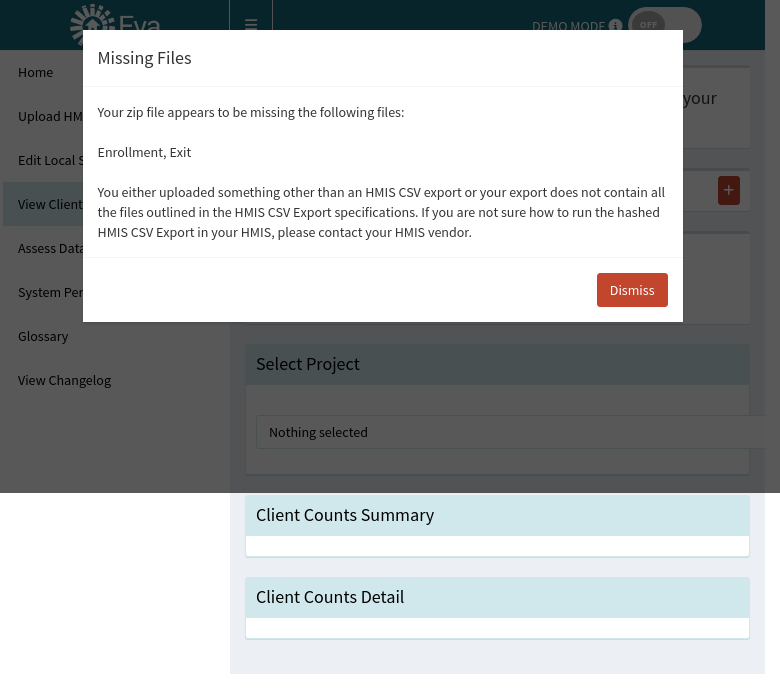 Eva
DEMO MODE
OFF
Missing Files
Your zip file appears to be missing the following files:
Enrollment, Exit
You either uploaded something other than an HMIS CSV export or your export does not contain all
the files outlined in the HMIS CSV Export specifications. If you are not sure how to run the hashed
HMIS CSV Export in your HMIS, please contact your HMIS vendor.
Dismiss
Home
Upload HM
Edit Local S
View Client
Assess Data
System Per
Glossary
View Changelog
your
+
Select Project
Nothing selected
Client Counts Summary
Client Counts Detail